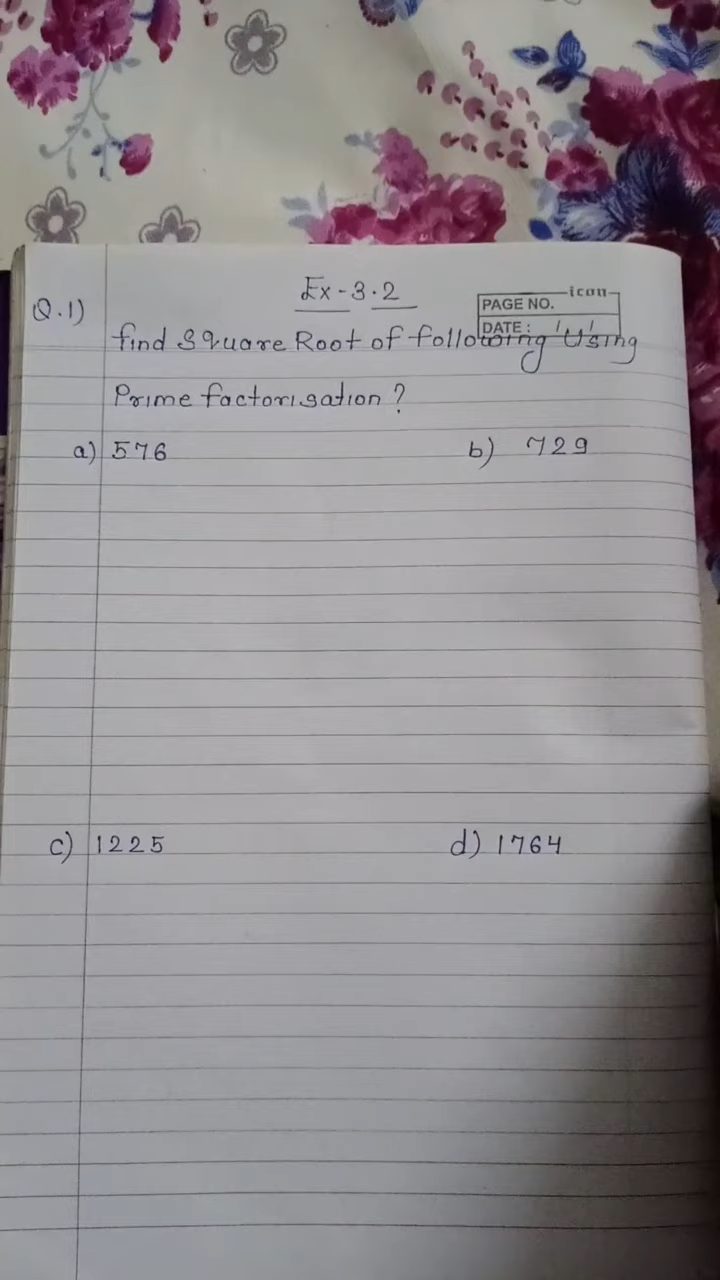 Ex-3.2
icon
PAGE NO.
DATE : / /
Q.1)
find Square Root of following Using
Prime factorisation?
a) 576 b) 729
c) 1225 d) 1764